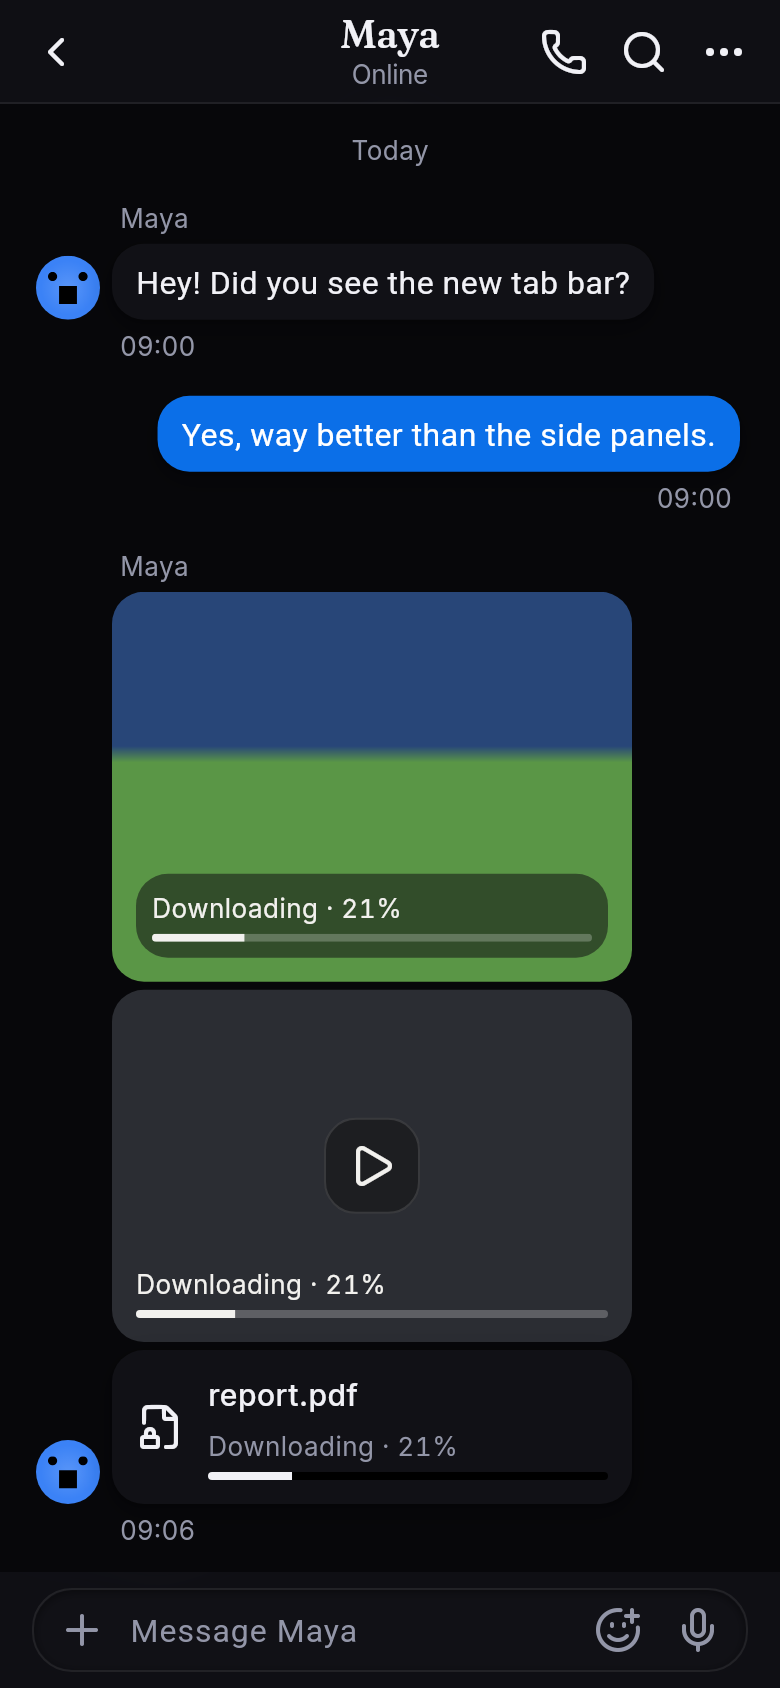 Maya
Online
Today
Maya
Hey! Did you see the new tab bar?
09:00
Yes, way better than the side panels.
09:00
Maya
Downloading · 21%
Downloading · 21%
report.pdf
Downloading · 21%
09:06
Message Maya